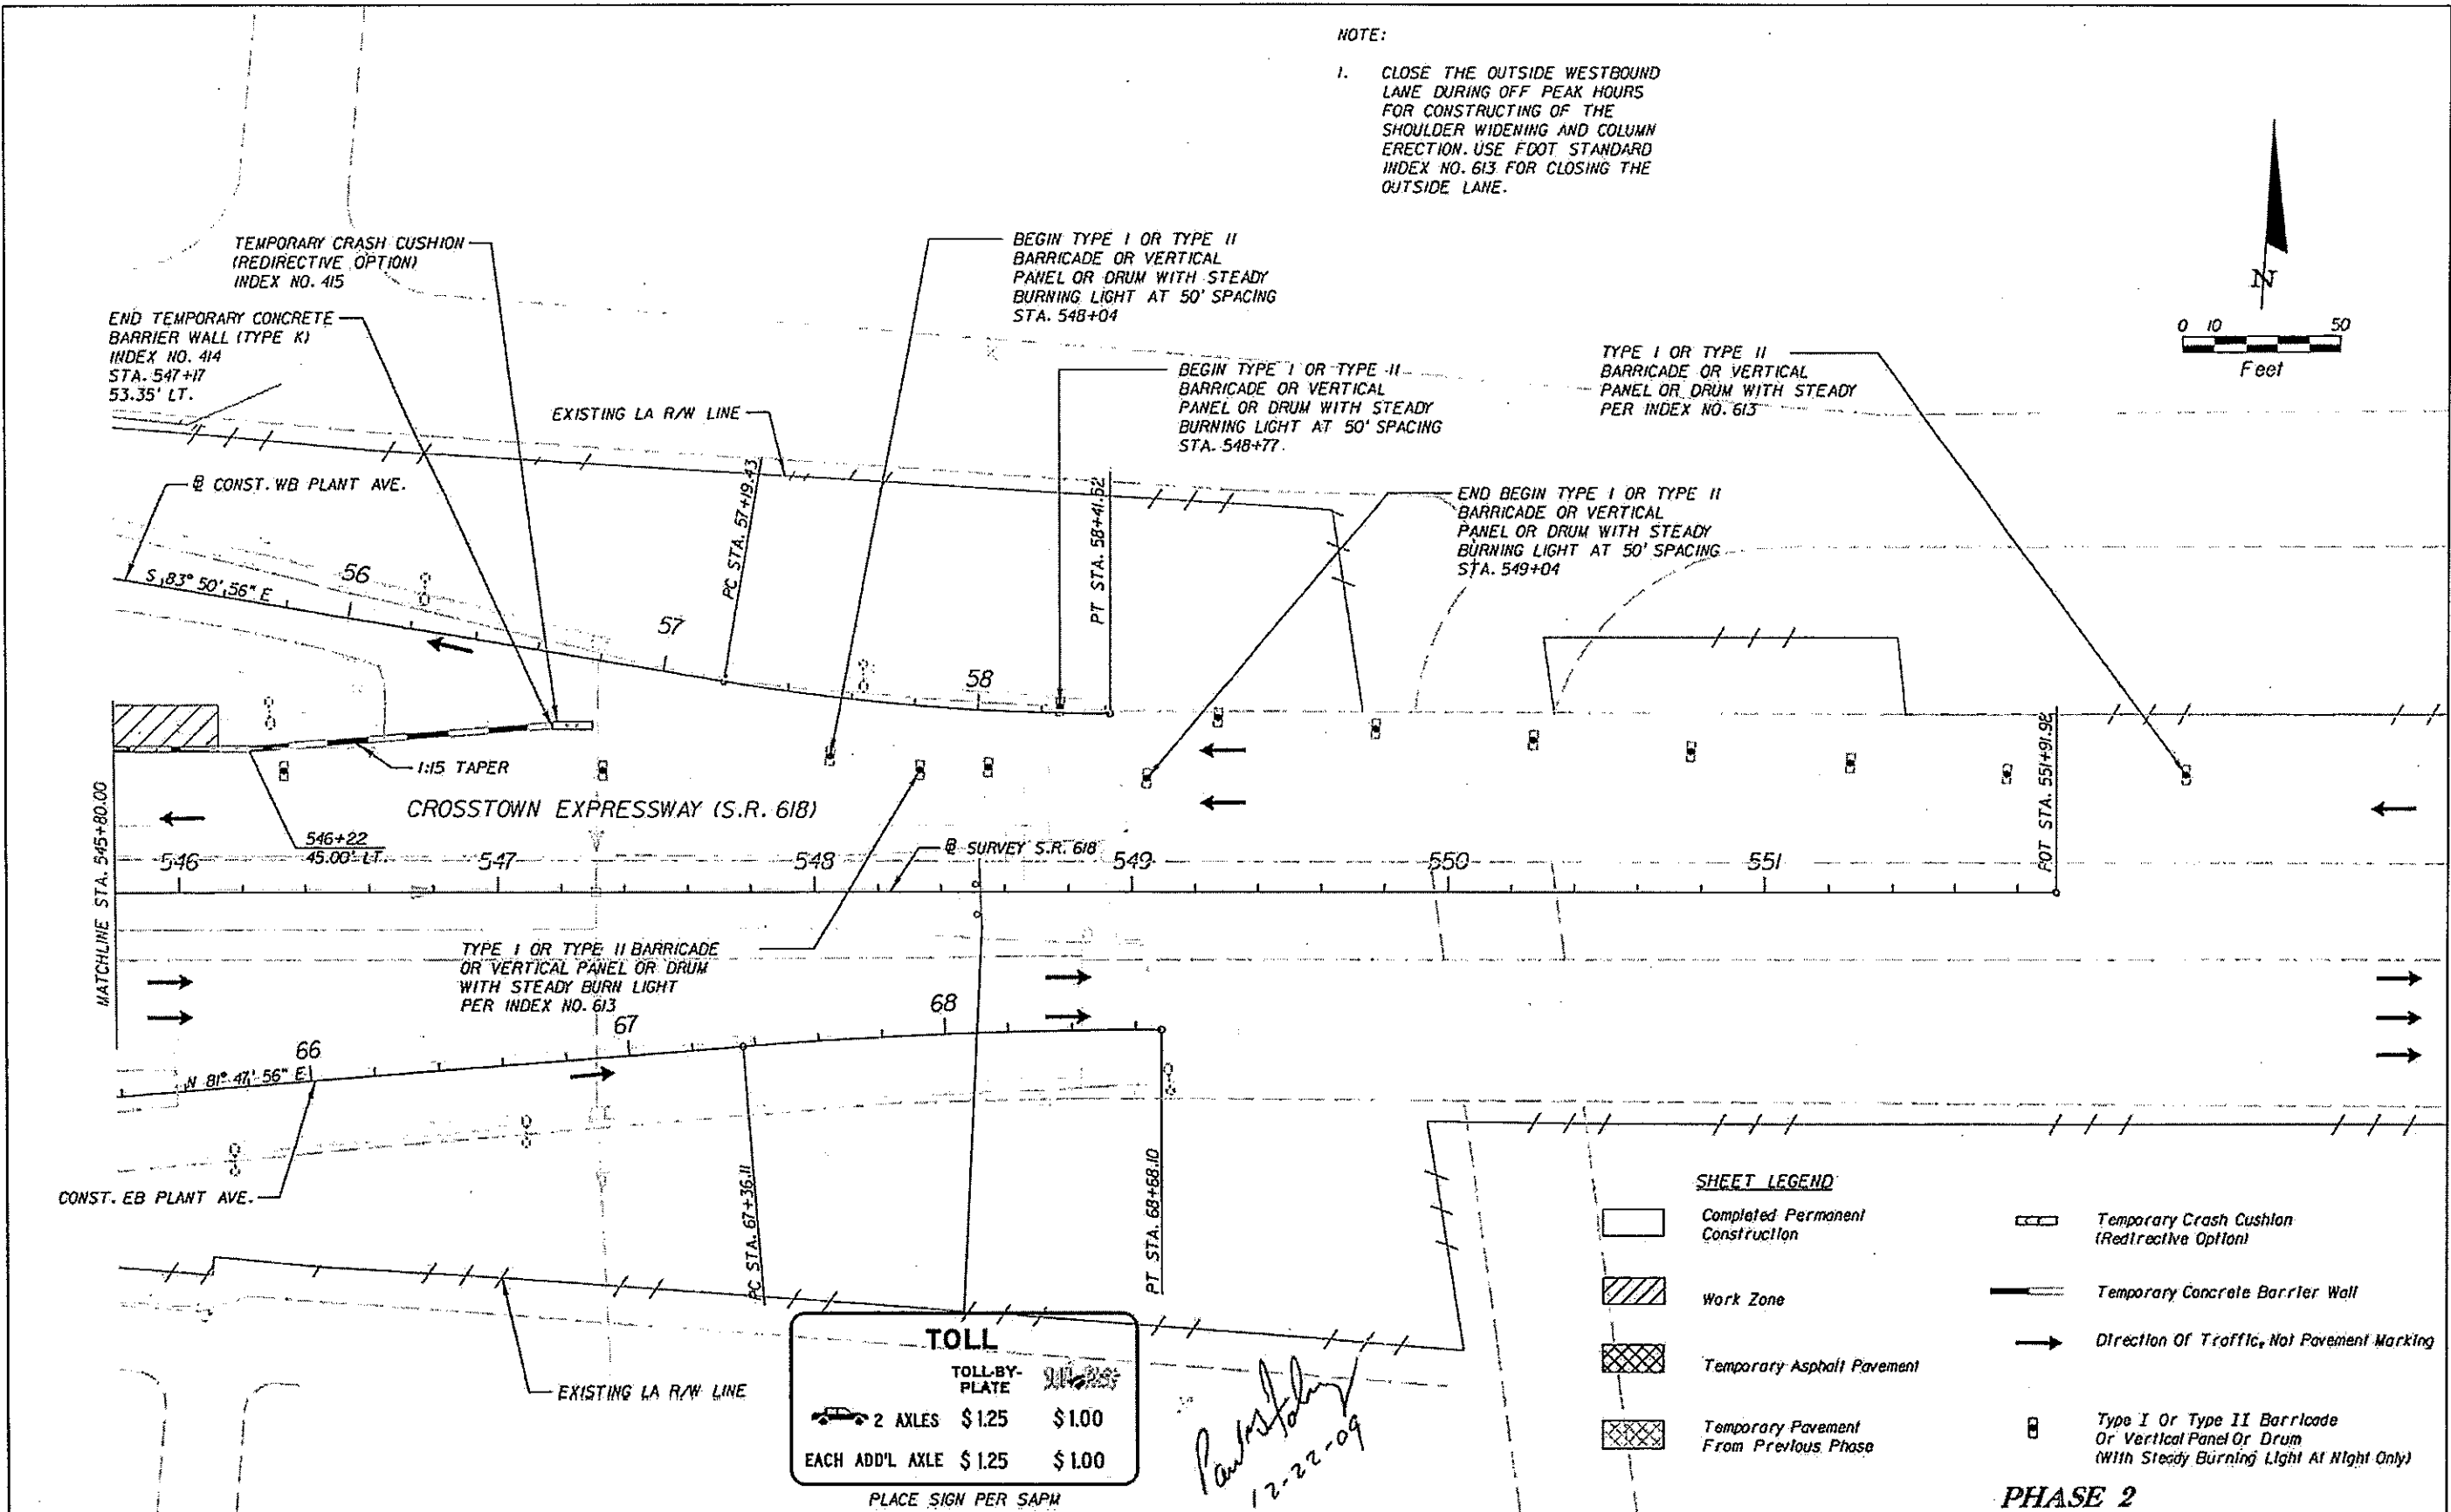 NOTE:
1. CLOSE THE OUTSIDE WESTBOUND
LANE DURING OFF PEAK HOURS
FOR CONSTRUCTING OF THE
SHOULDER WIDENING AND COLUMN
ERECTION. USE FDOT STANDARD
INDEX NO. 613 FOR CLOSING THE
OUTSIDE LANE.
N
0 10 50
Feet
TEMPORARY CRASH CUSHION
(REDIRECTIVE OPTION)
INDEX NO. 415
END TEMPORARY CONCRETE
BARRIER WALL (TYPE K)
INDEX NO. 414
STA. 547+17
53.35' LT.
BEGIN TYPE I OR TYPE II
BARRICADE OR VERTICAL
PANEL OR DRUM WITH STEADY
BURNING LIGHT AT 50' SPACING
STA. 548+04
BEGIN TYPE I OR TYPE II
BARRICADE OR VERTICAL
PANEL OR DRUM WITH STEADY
BURNING LIGHT AT 50' SPACING
STA. 548+77.
TYPE I OR TYPE II
BARRICADE OR VERTICAL
PANEL OR DRUM WITH STEADY
PER INDEX NO. 613
EXISTING LA R/W LINE
END BEGIN TYPE I OR TYPE II
BARRICADE OR VERTICAL
PANEL OR DRUM WITH STEADY
BURNING LIGHT AT 50' SPACING
STA. 549+04
CONST. WB PLANT AVE.
S 83° 50' 56" E
56
57
58
PC STA. 57+19.43
PT STA. 58+41.52
1:15 TAPER
CROSSTOWN EXPRESSWAY (S.R. 618)
546+22
45.00' LT.
SURVEY S.R. 618
MATCHLINE STA. 545+80.00
546
547
548
549
550
551
POT STA. 551+91.92
TYPE I OR TYPE II BARRICADE
OR VERTICAL PANEL OR DRUM
WITH STEADY BURN LIGHT
PER INDEX NO. 613
66
67
68
N 81° 47' 56" E
CONST. EB PLANT AVE.
PC STA. 67+36.11
PT STA. 68+68.10
EXISTING LA R/W LINE
TOLL
TOLL-BY-
PLATE
2 AXLES $1.25 $1.00
EACH ADD'L AXLE $1.25 $1.00
PLACE SIGN PER SAPM
12-22-09
SHEET LEGEND
Completed Permanent
Construction
Work Zone
Temporary Asphalt Pavement
Temporary Pavement
From Previous Phase
Temporary Crash Cushion
(Redirective Option)
Temporary Concrete Barrier Wall
Direction Of Traffic, Not Pavement Marking
Type I Or Type II Barricade
Or Vertical Panel Or Drum
(With Steady Burning Light At Night Only)
PHASE 2